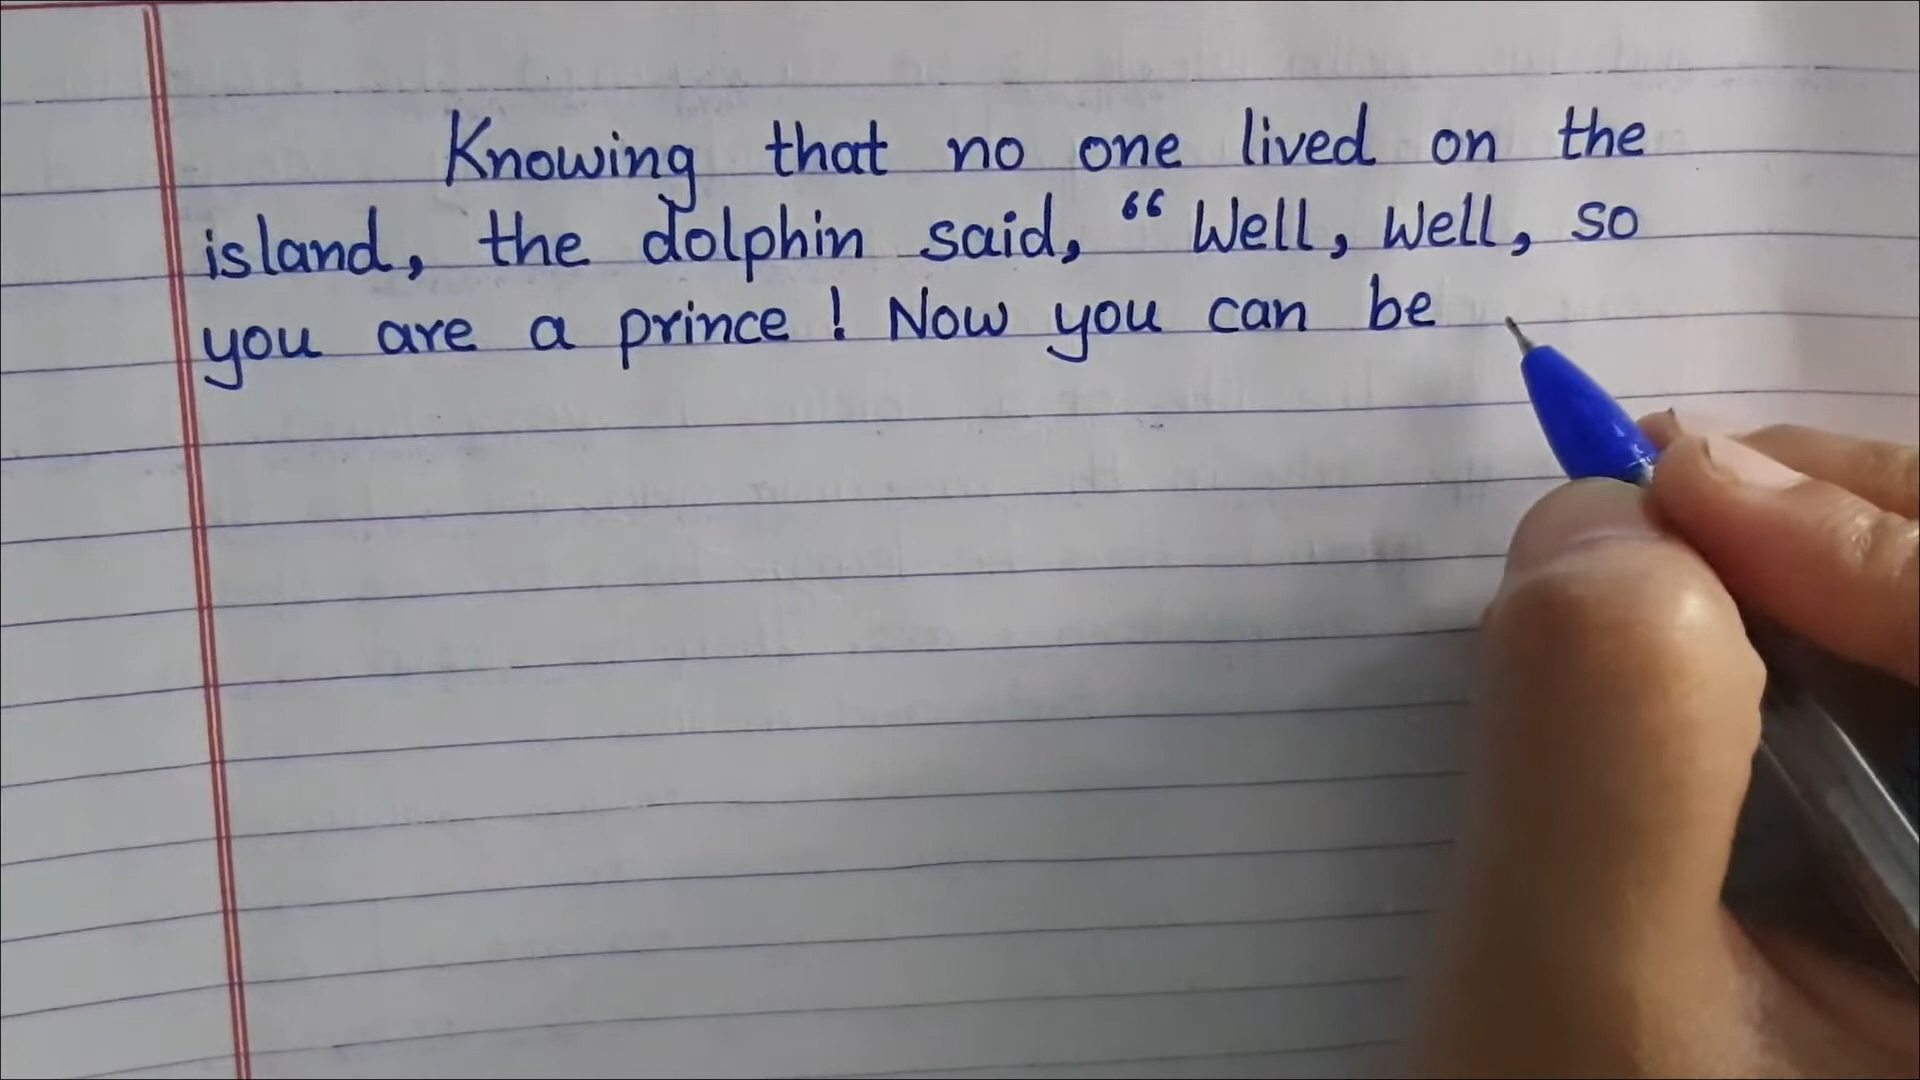 Knowing that no one lived on the
island, the dolphin said, “Well, Well, so
you are a prince! Now you can be